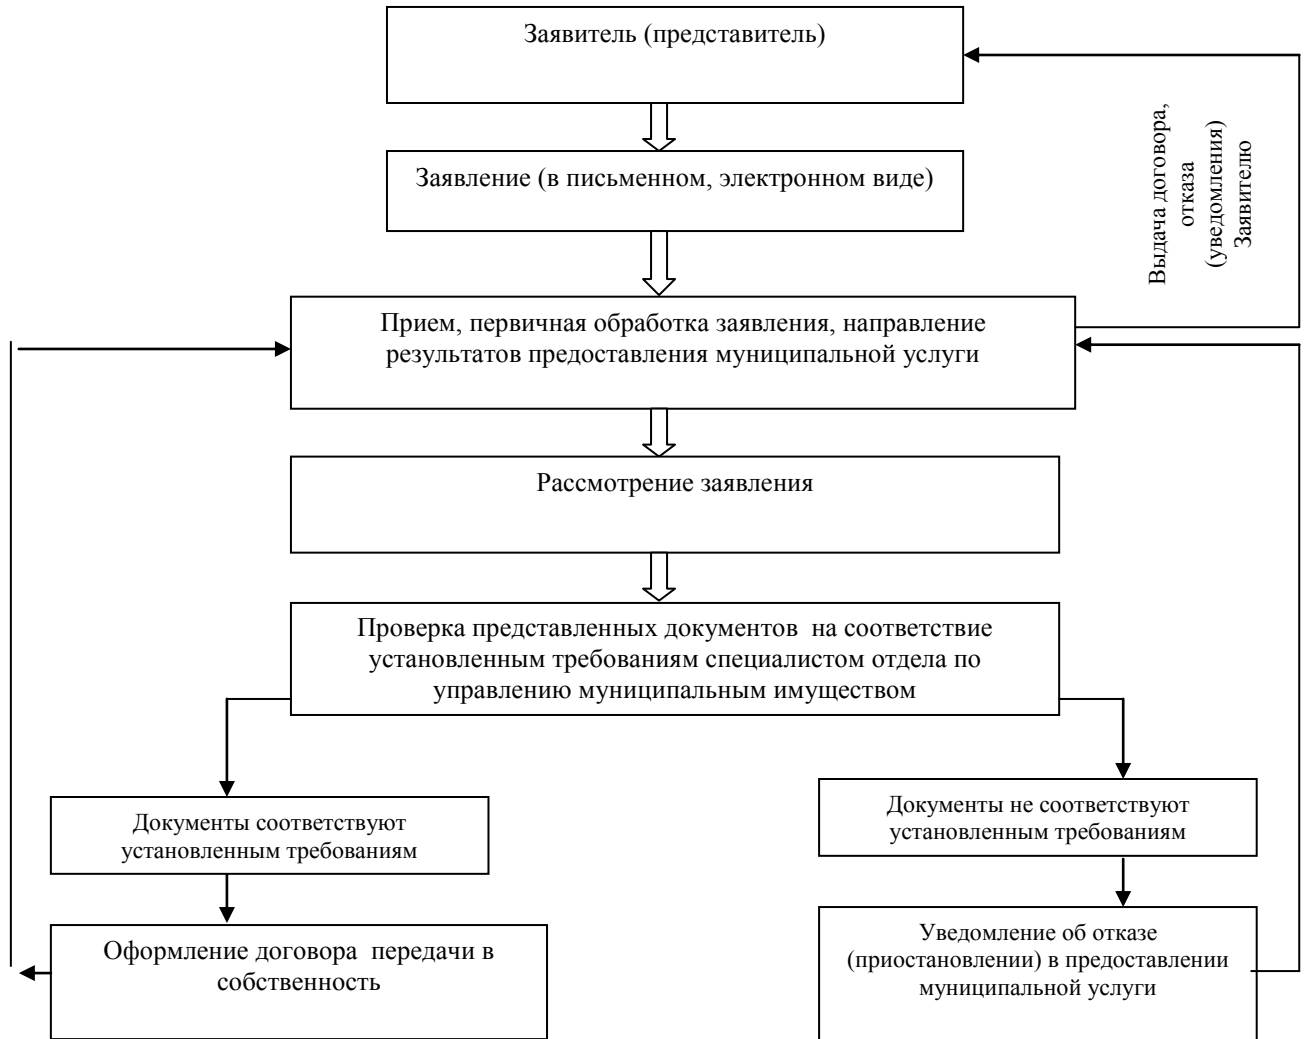 Заявитель (представитель)
Выдача договора,
отказа
(уведомления)
Заявителю
Заявление (в письменном, электронном виде)
Прием, первичная обработка заявления, направление
результатов предоставления муниципальной услуги
Рассмотрение заявления
Проверка представленных документов на соответствие
установленным требованиям специалистом отдела по
управлению муниципальным имуществом
Документы соответствуют
установленным требованиям
Документы не соответствуют
установленным требованиям
Оформление договора передачи в
собственность
Уведомление об отказе
(приостановлении) в предоставлении
муниципальной услуги